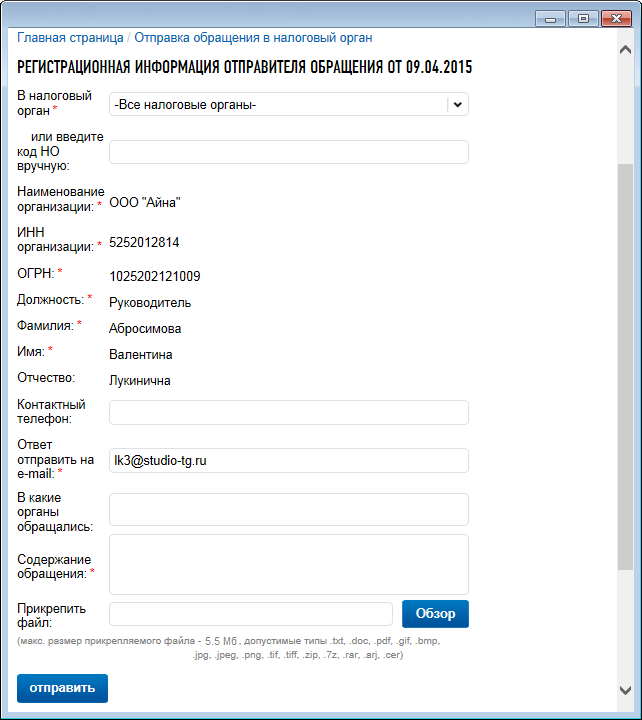 Главная страница / Отправка обращения в налоговый орган
РЕГИСТРАЦИОННАЯ ИНФОРМАЦИЯ ОТПРАВИТЕЛЯ ОБРАЩЕНИЯ ОТ 09.04.2015
В налоговый
орган *
-Все налоговые органы-
или введите
код НО
вручную:
Наименование
организации: *
ООО "Айна"
ИНН
организации: *
5252012814
ОГРН: *
1025202121009
Должность: *
Руководитель
Фамилия: *
Абросимова
Имя: *
Валентина
Отчество:
Лукинична
Контактный
телефон:
Ответ
отправить на
e-mail: *
lk3@studio-tg.ru
В какие
органы
обращались:
Содержание
обращения: *
Прикрепить
файл:
Обзор
(макс. размер прикрепляемого файла - 5.5 Мб, допустимые типы .txt, .doc, .pdf, .gif, .bmp,
.jpg, .jpeg, .png, .tif, .tiff, .zip, .7z, .rar, .arj, .cer)
отправить